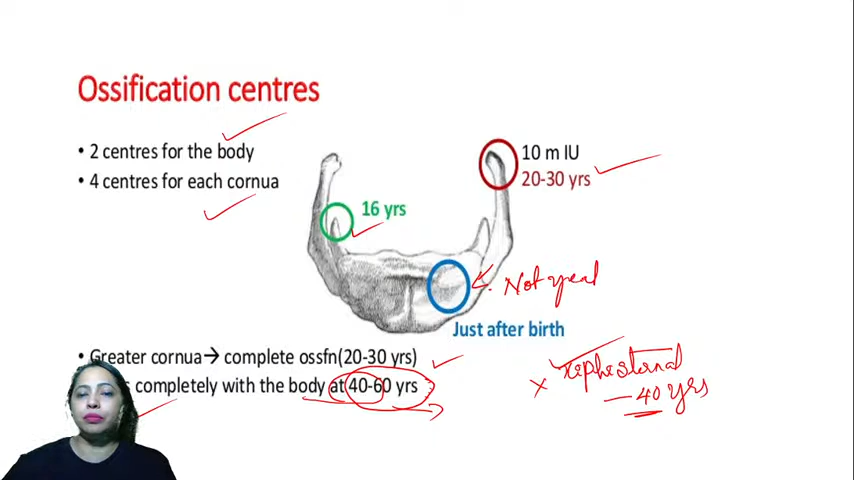 Ossification centres
• 2 centres for the body
• 4 centres for each cornua
10 m IU
20-30 yrs
16 yrs
Not year
Just after birth
• Greater cornua→ complete ossfn(20-30 yrs)
s completely with the body at 40-60 yrs
× xiphisternal
— 40 yrs